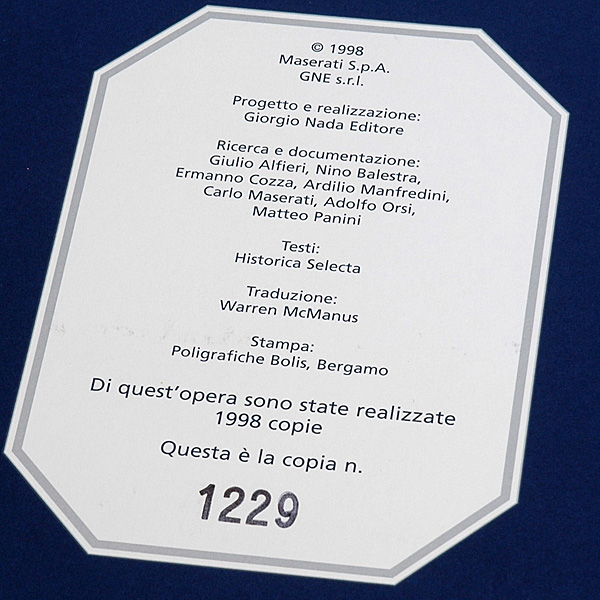 © 1998
Maserati S.p.A.
GNE s.r.l.
Progetto e realizzazione:
Giorgio Nada Editore
Ricerca e documentazione:
Giulio Alfieri, Nino Balestra,
Ermanno Cozza, Ardilio Manfredini,
Carlo Maserati, Adolfo Orsi,
Matteo Panini
Testi:
Historica Selecta
Traduzione:
Warren McManus
Stampa:
Poligrafiche Bolis, Bergamo
Di quest'opera sono state realizzate
1998 copie
Questa è la copia n.
1229